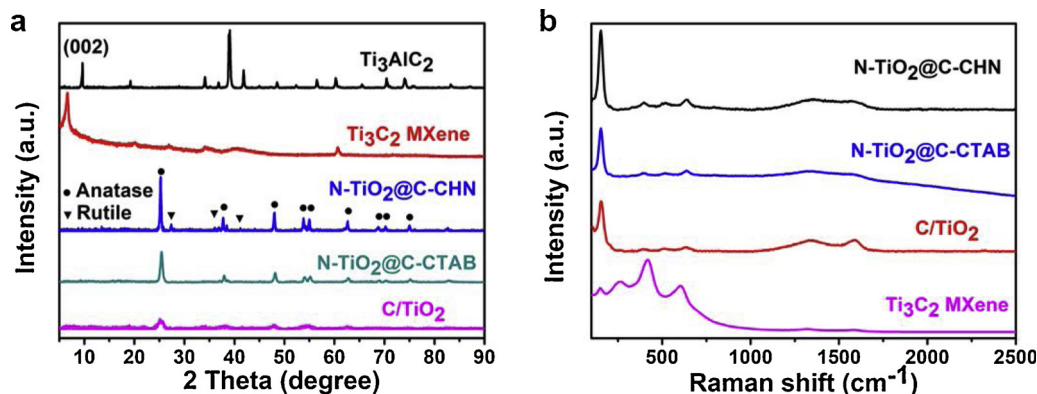 a
(002)
Ti3AlC2
Ti3C2 MXene
● Anatase
▼ Rutile
N-TiO2@C-CHN
N-TiO2@C-CTAB
C/TiO2
Intensity (a.u.)
10 20 30 40 50 60 70 80 90
2 Theta (degree)
b
N-TiO2@C-CHN
N-TiO2@C-CTAB
C/TiO2
Ti3C2 MXene
Intensity (a.u.)
500 1000 1500 2000 2500
Raman shift (cm-1)